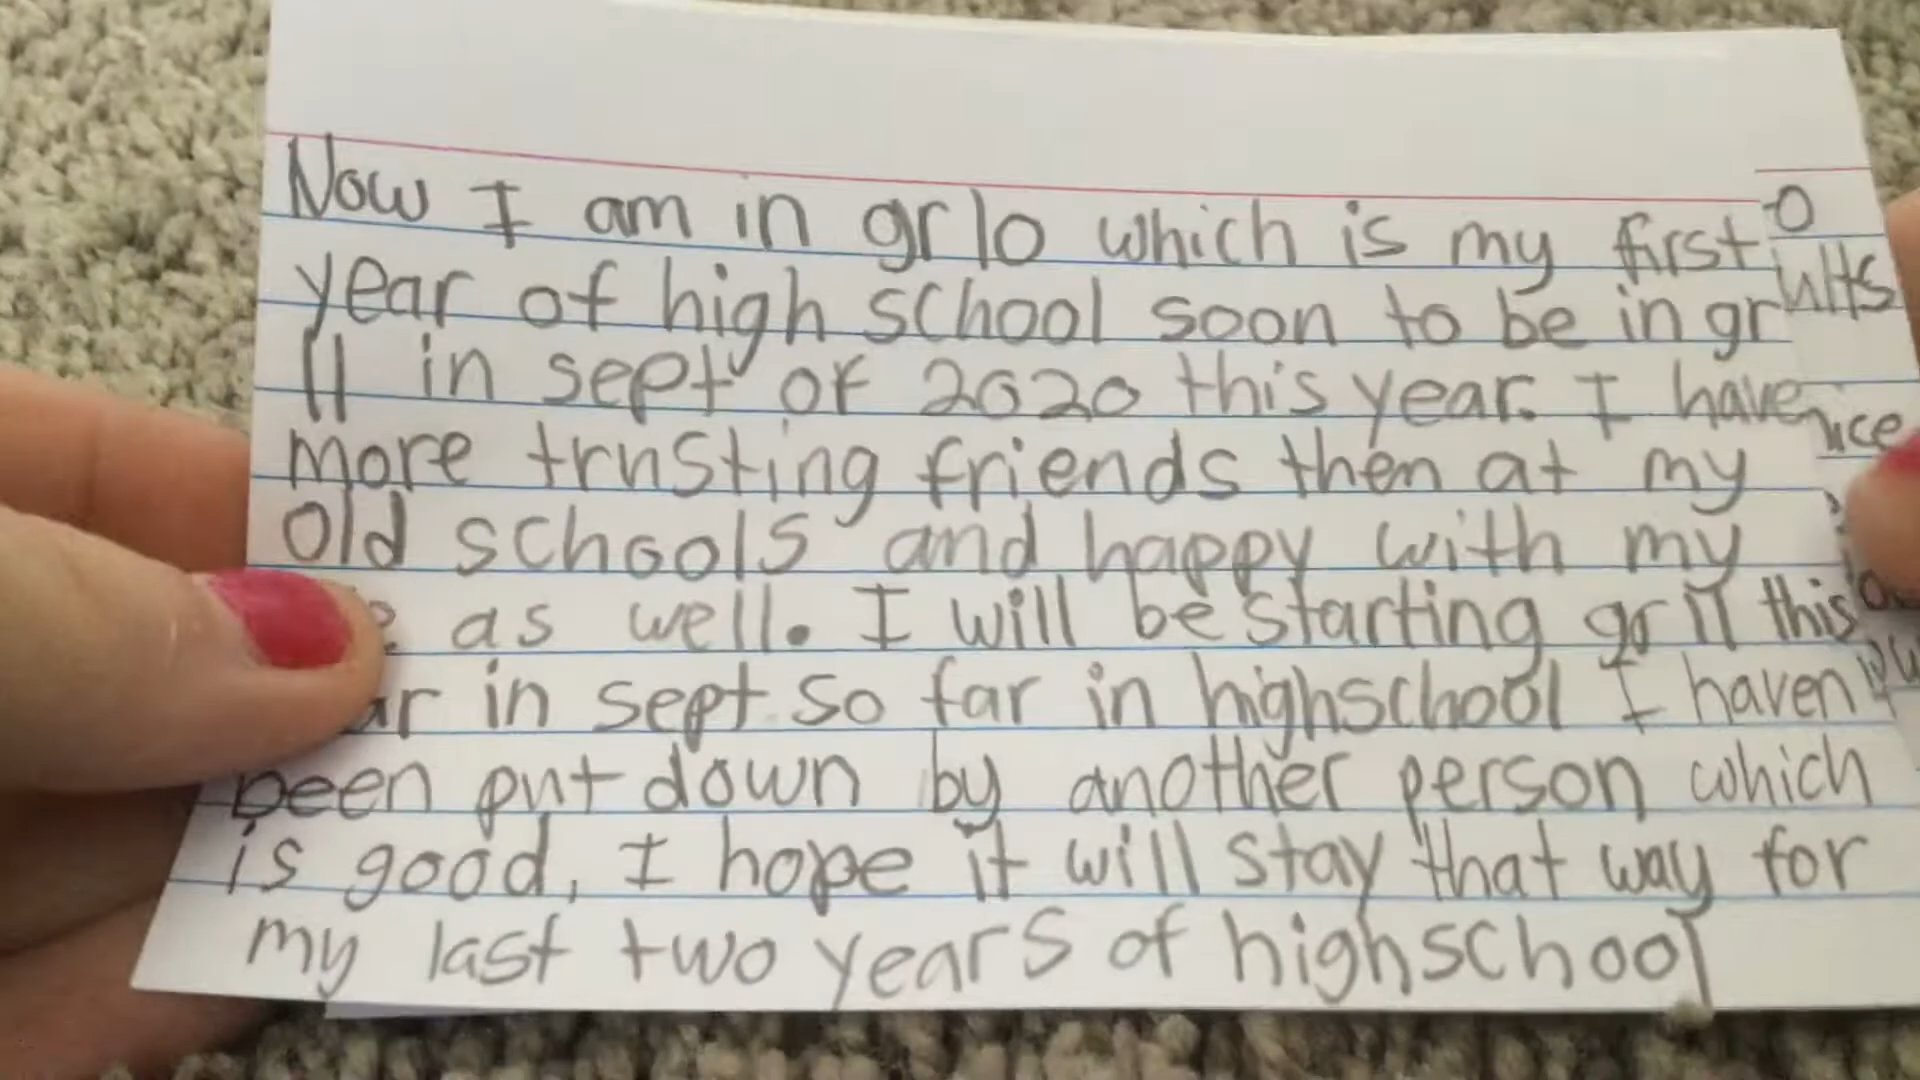 Now I am in gr 10 which is my first
year of high school soon to be in gr
11 in sept of 2020 this year. I have
more trusting friends then at my
old schools and happy with my
as well. I will be starting gr 11 this
in sept so far in highschool I haven
been put down by another person which
is good, I hope it will stay that way for
my last two years of highschool